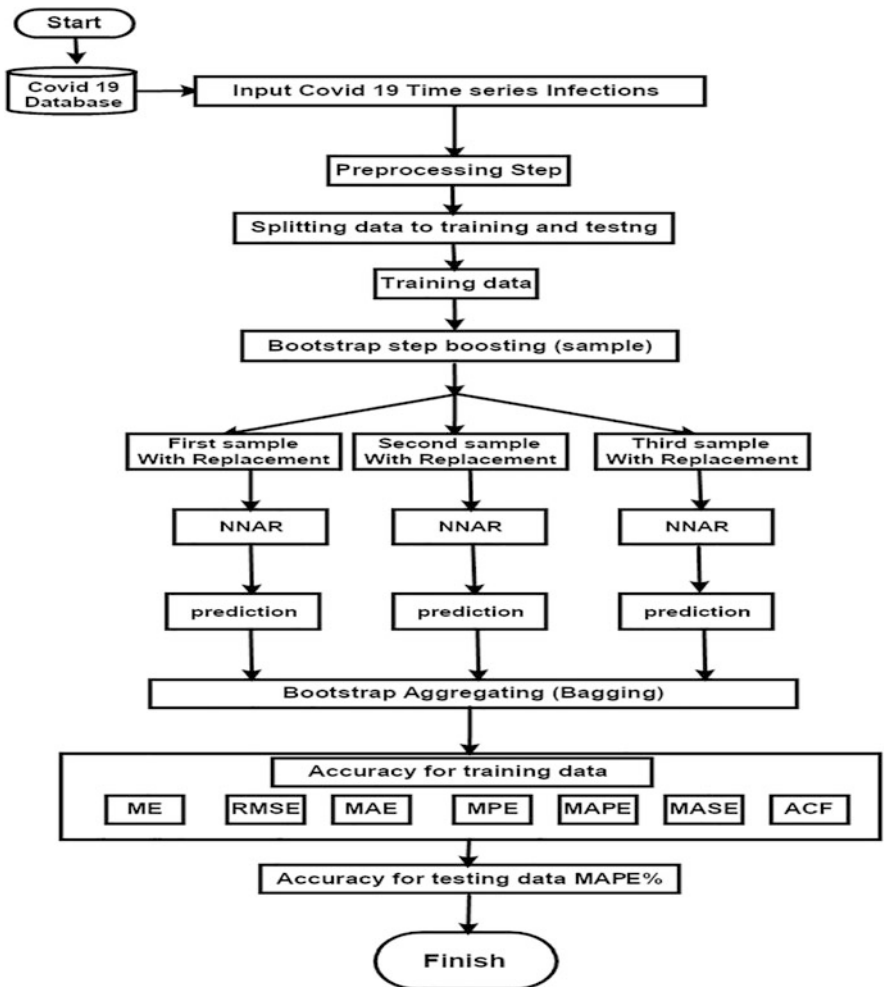 Start
Covid 19
Database
Input Covid 19 Time series Infections
Preprocessing Step
Splitting data to training and testng
Training data
Bootstrap step boosting (sample)
First sample
With Replacement
Second sample
With Replacement
Third sample
With Replacement
NNAR
NNAR
NNAR
prediction
prediction
prediction
Bootstrap Aggregating (Bagging)
Accuracy for training data
ME
RMSE
MAE
MPE
MAPE
MASE
ACF
Accuracy for testing data MAPE%
Finish